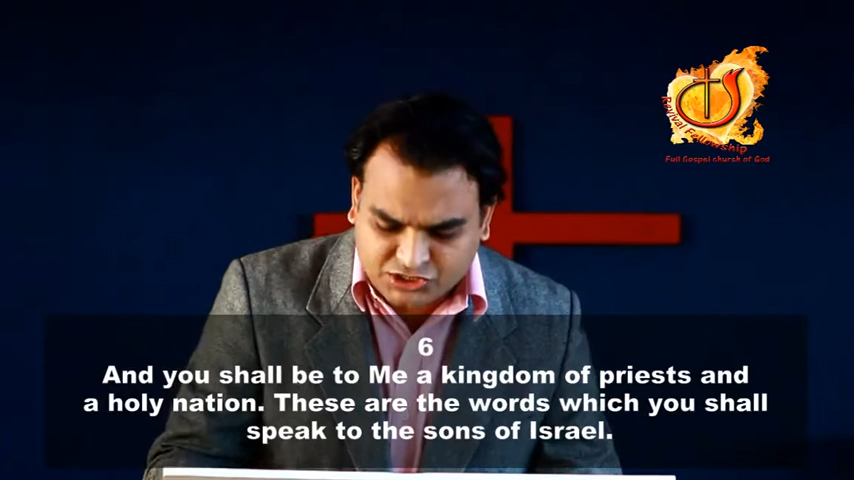 Revival Fellowship
Full Gospel church of God
6
And you shall be to Me a kingdom of priests and
a holy nation. These are the words which you shall
speak to the sons of Israel.